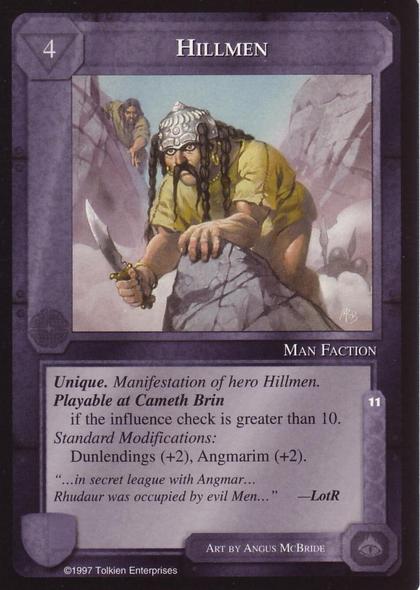 4
HILLMEN
McB
MAN FACTION
Unique. Manifestation of hero Hillmen.
Playable at Cameth Brin
if the influence check is greater than 10.
Standard Modifications:
Dunlendings (+2), Angmarim (+2).
11
“...in secret league with Angmar...
Rhudaur was occupied by evil Men...” —LotR
ART BY ANGUS MCBRIDE
©1997 Tolkien Enterprises